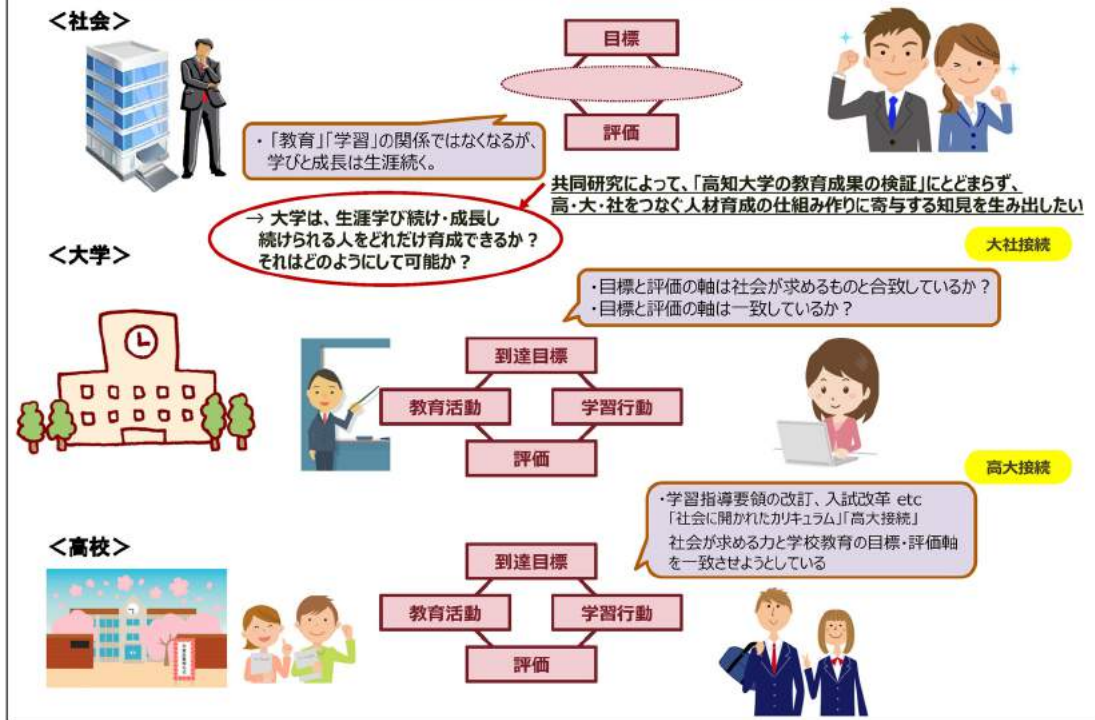 ＜社会＞
目標
評価
・「教育」「学習」の関係ではなくなるが、
学びと成長は生涯続く。
共同研究によって、「高知大学の教育成果の検証」にとどまらず、
高・大・社をつなぐ人材育成の仕組み作りに寄与する知見を生み出したい
→ 大学は、生涯学び続け・成長し
続けられる人をどれだけ育成できるか？
それはどのようにして可能か？
大社接続
＜大学＞
・目標と評価の軸は社会が求めるものと合致しているか？
・目標と評価の軸は一致しているか？
到達目標
教育活動
学習行動
評価
高大接続
・学習指導要領の改訂、入試改革 etc
「社会に開かれたカリキュラム」「高大接続」
社会が求める力と学校教育の目標・評価軸
を一致させようとしている
＜高校＞
到達目標
教育活動
学習行動
評価